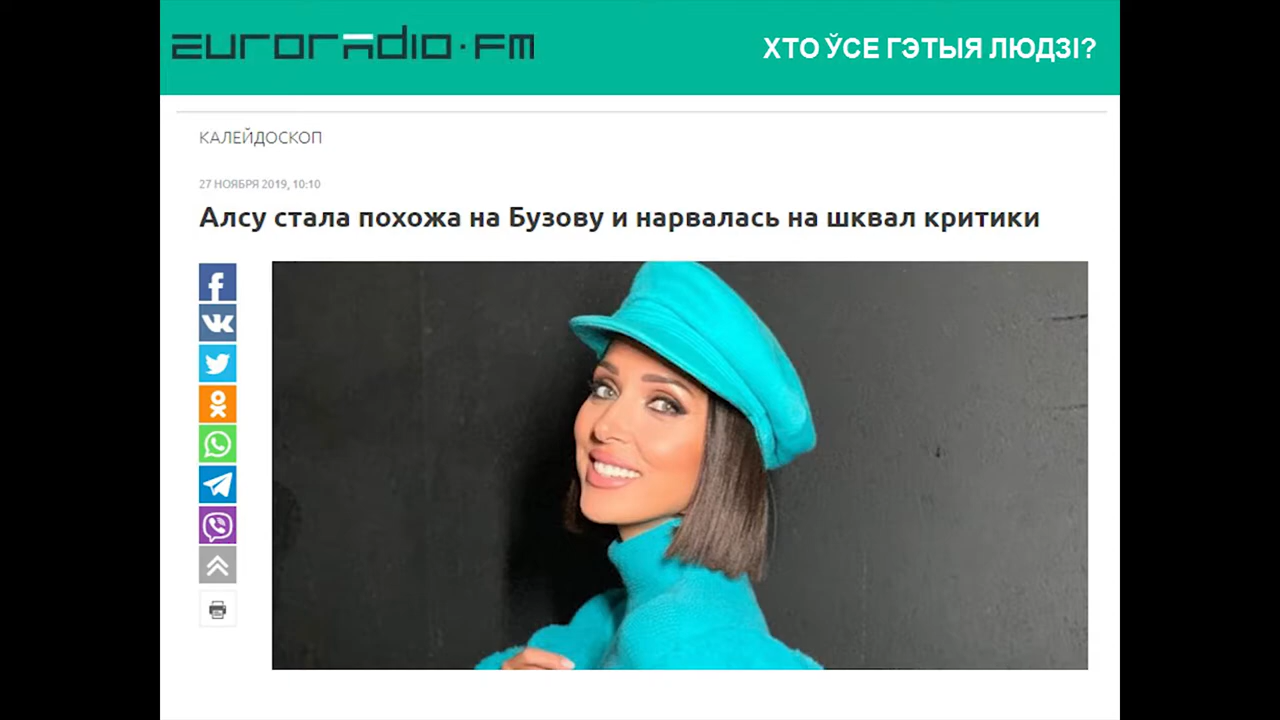 EURORADIO·FM
ХТО ЎСЕ ГЭТЫЯ ЛЮДЗІ?
КАЛЕЙДОСКОП
27 НОЯБРЯ 2019, 10:10
Алсу стала похожа на Бузову и нарвалась на шквал критики